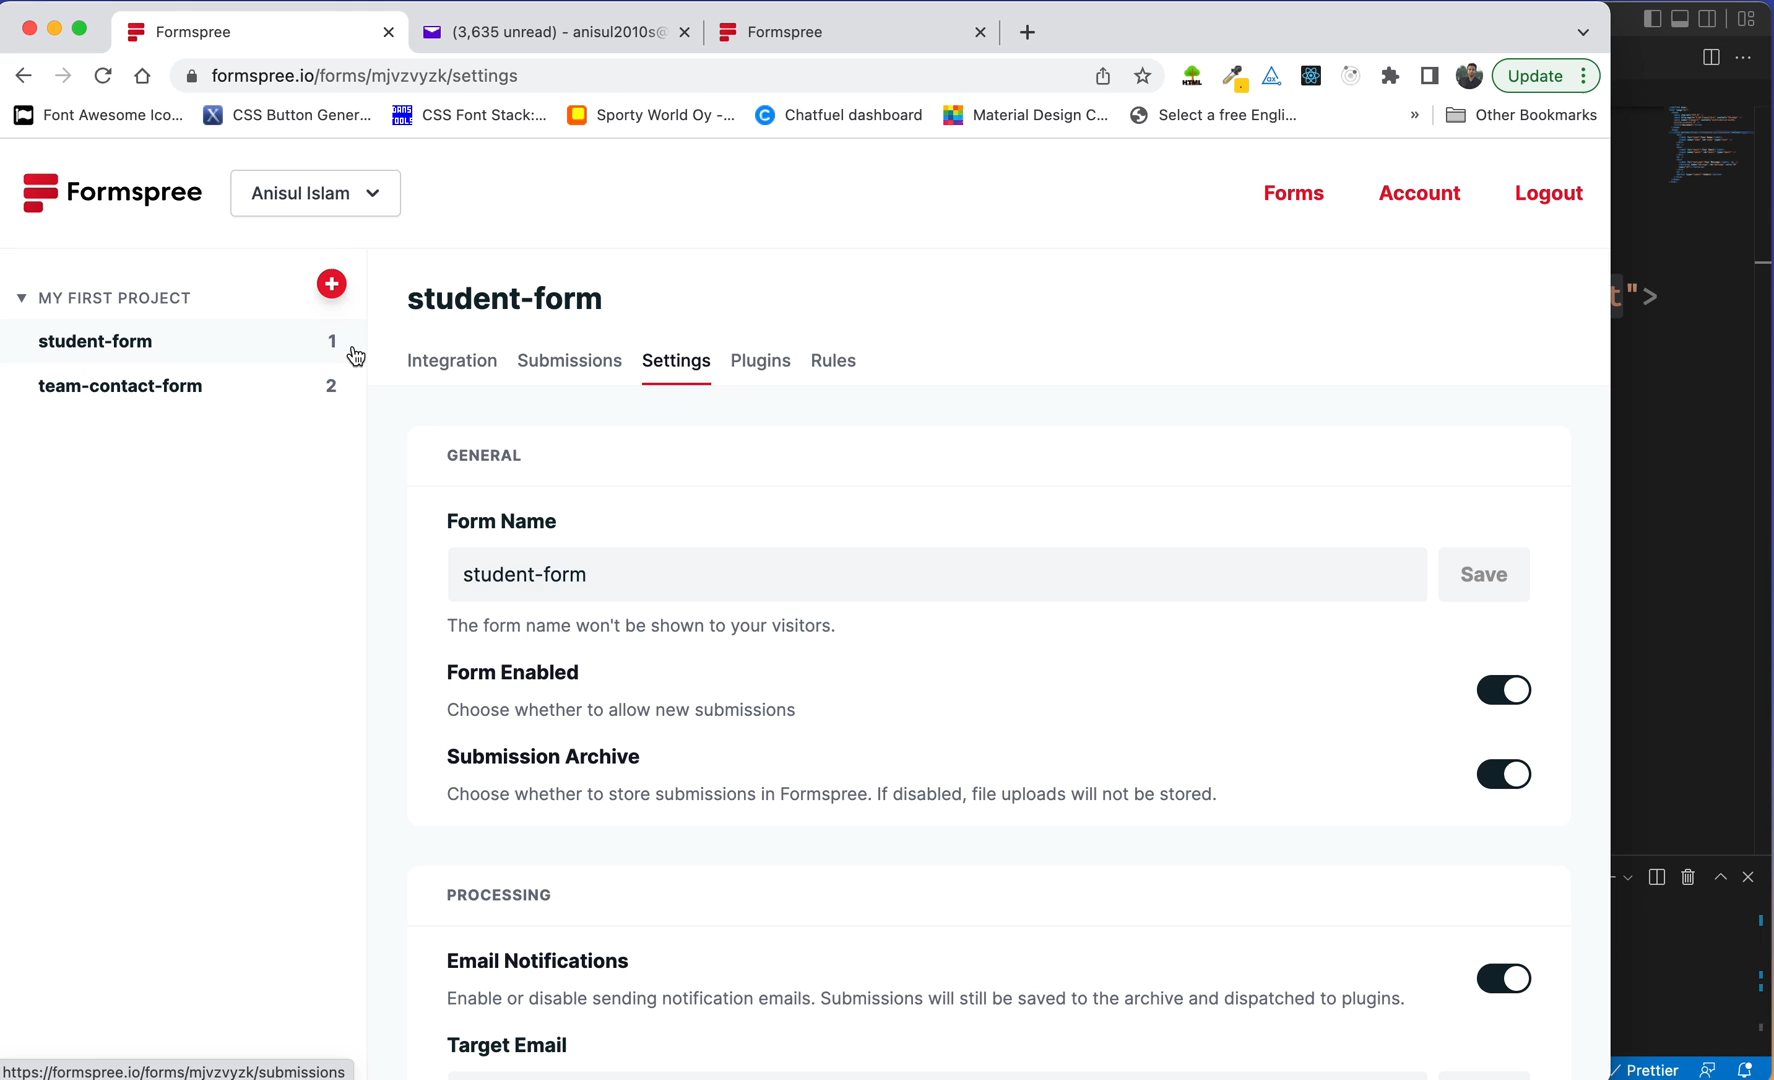 Formspree
(3,635 unread) - anisul2010s@
Formspree
formspree.io/forms/mjvzvyzk/settings
Update
Font Awesome Ico...
CSS Button Gener...
CSS Font Stack:...
Sporty World Oy -...
Chatfuel dashboard
Material Design C...
Select a free Engli...
»
Other Bookmarks
Formspree
Anisul Islam
Forms
Account
Logout
MY FIRST PROJECT
student-form 1
team-contact-form 2
student-form
Integration Submissions Settings Plugins Rules
GENERAL
Form Name
student-form
Save
The form name won't be shown to your visitors.
Form Enabled
Choose whether to allow new submissions
Submission Archive
Choose whether to store submissions in Formspree. If disabled, file uploads will not be stored.
PROCESSING
Email Notifications
Enable or disable sending notification emails. Submissions will still be saved to the archive and dispatched to plugins.
Target Email
https://formspree.io/forms/mjvzvyzk/submissions
t">
Prettier